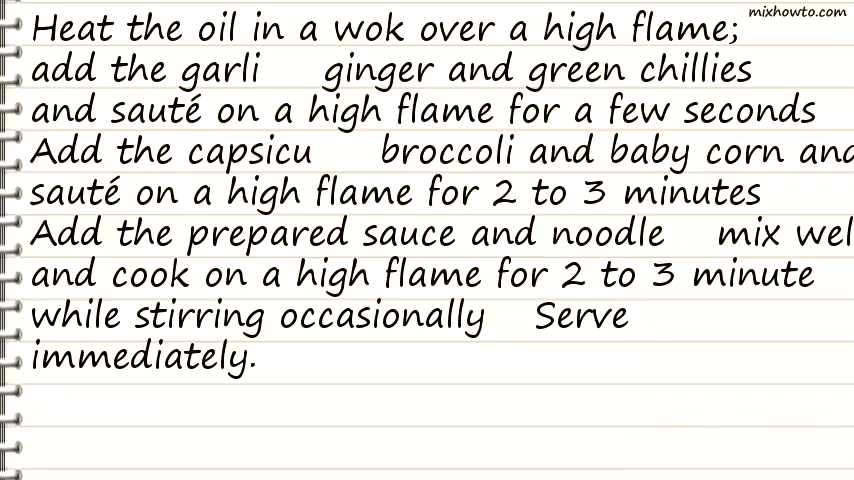 mixhowto.com
Heat the oil in a wok over a high flame;
add the garli ginger and green chillies
and sauté on a high flame for a few seconds
Add the capsicu broccoli and baby corn and
sauté on a high flame for 2 to 3 minutes
Add the prepared sauce and noodle mix wel
and cook on a high flame for 2 to 3 minute
while stirring occasionally Serve
immediately.